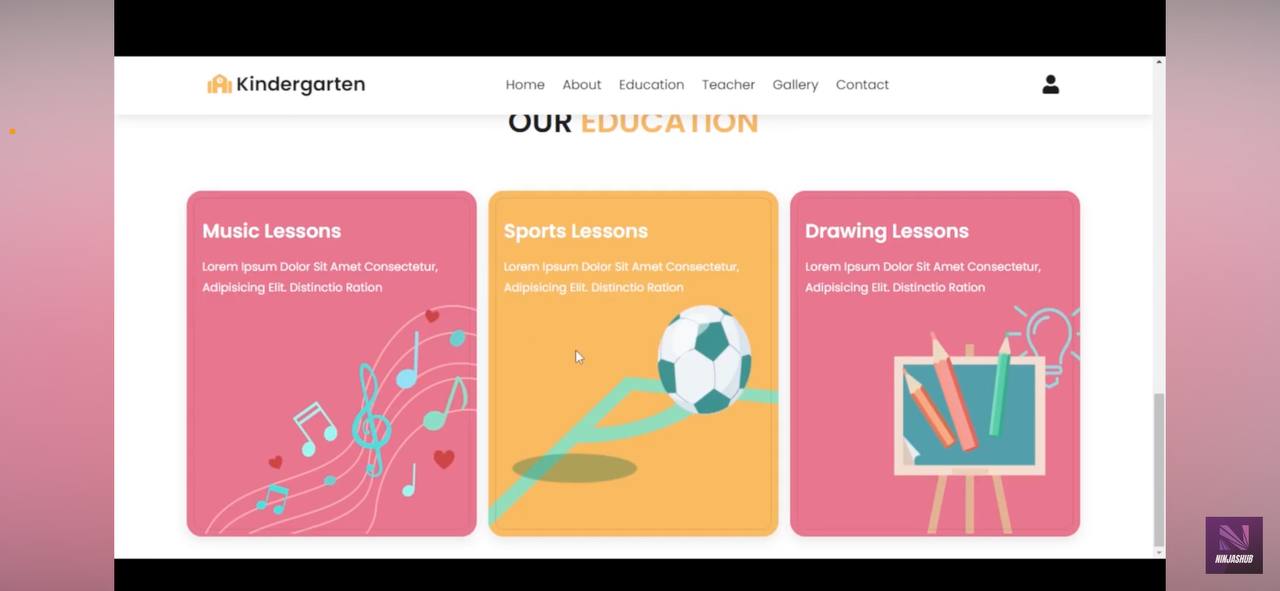 Kindergarten
Home About Education Teacher Gallery Contact
OUR EDUCATION
Music Lessons
Lorem Ipsum Dolor Sit Amet Consectetur,
Adipisicing Elit. Distinctio Ration
Sports Lessons
Lorem Ipsum Dolor Sit Amet Consectetur,
Adipisicing Elit. Distinctio Ration
Drawing Lessons
Lorem Ipsum Dolor Sit Amet Consectetur,
Adipisicing Elit. Distinctio Ration
NINJASHUB